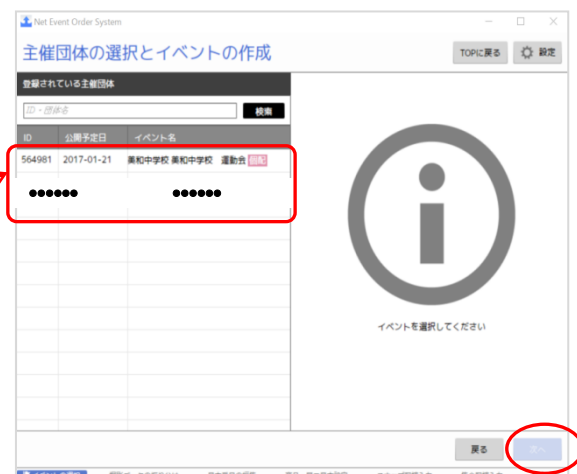 Net Event Order System
主催団体の選択とイベントの作成
TOPに戻る
設定
登録されている主催団体
ID・団体名
検索
ID 公開予定日 イベント名
564981 2017-01-21 美和中学校 美和中学校 運動会 個配
●●●●●● ●●●●●●
イベントを選択してください
戻る
次へ